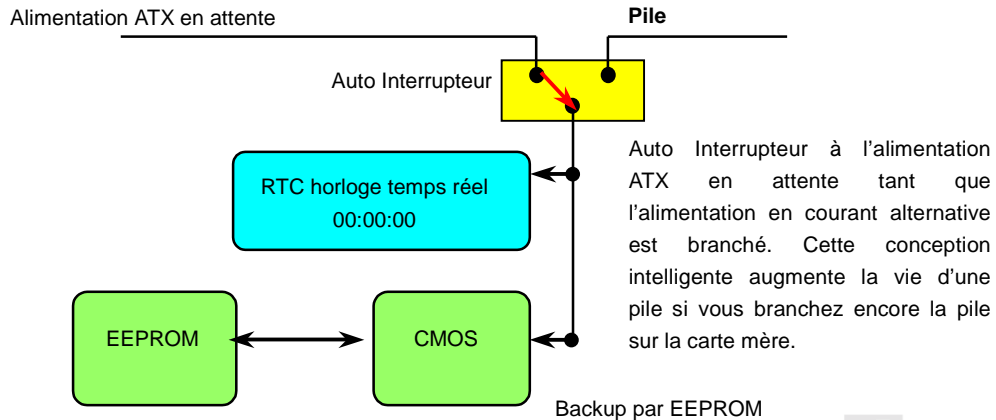 Alimentation ATX en attente
Pile
Auto Interrupteur
RTC horloge temps réel
00:00:00
Auto Interrupteur à l’alimentation
ATX en attente tant que
l’alimentation en courant alternative
est branché. Cette conception
intelligente augmente la vie d’une
pile si vous branchez encore la pile
sur la carte mère.
EEPROM
CMOS
Backup par EEPROM